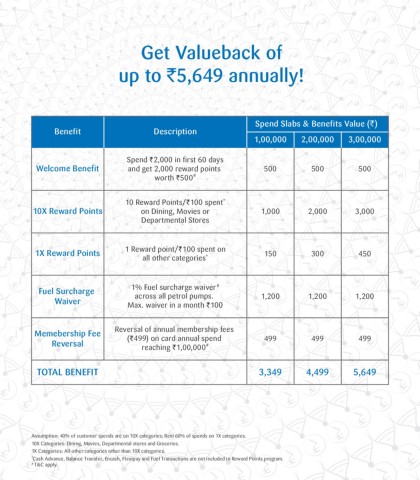 Get Valueback of
up to ₹5,649 annually!
Benefit
Description
Spend Slabs & Benefits Value (₹)
1,00,000 2,00,000 3,00,000
Welcome Benefit
Spend ₹2,000 in first 60 days
and get 2,000 reward points
worth ₹500#
500 500 500
10X Reward Points
10 Reward Points/₹100 spent^
on Dining, Movies or
Departmental Stores
1,000 2,000 3,000
1X Reward Points
1 Reward point/₹100 spent on
all other categories^
150 300 450
Fuel Surcharge
Waiver
1% Fuel surcharge waiver#
across all petrol pumps.
Max. waiver in a month ₹100
1,200 1,200 1,200
Memebership Fee
Reversal
Reversal of annual membership fees
(₹499) on card annual spend
reaching ₹1,00,000#
499 499 499
TOTAL BENEFIT 3,349 4,499 5,649
Assumption: 40% of customer spends are on 10X categories; Rest 60% of spends on 1X categories.
10X Categories: Dining, Movies, Departmental stores and Groceries.
1X Categories: All other categories other than 10X categories.
^Cash Advance, Balance Transfer, Encash, Flexipay and Fuel Transactions are not included in Reward Points program.
#T&C apply.